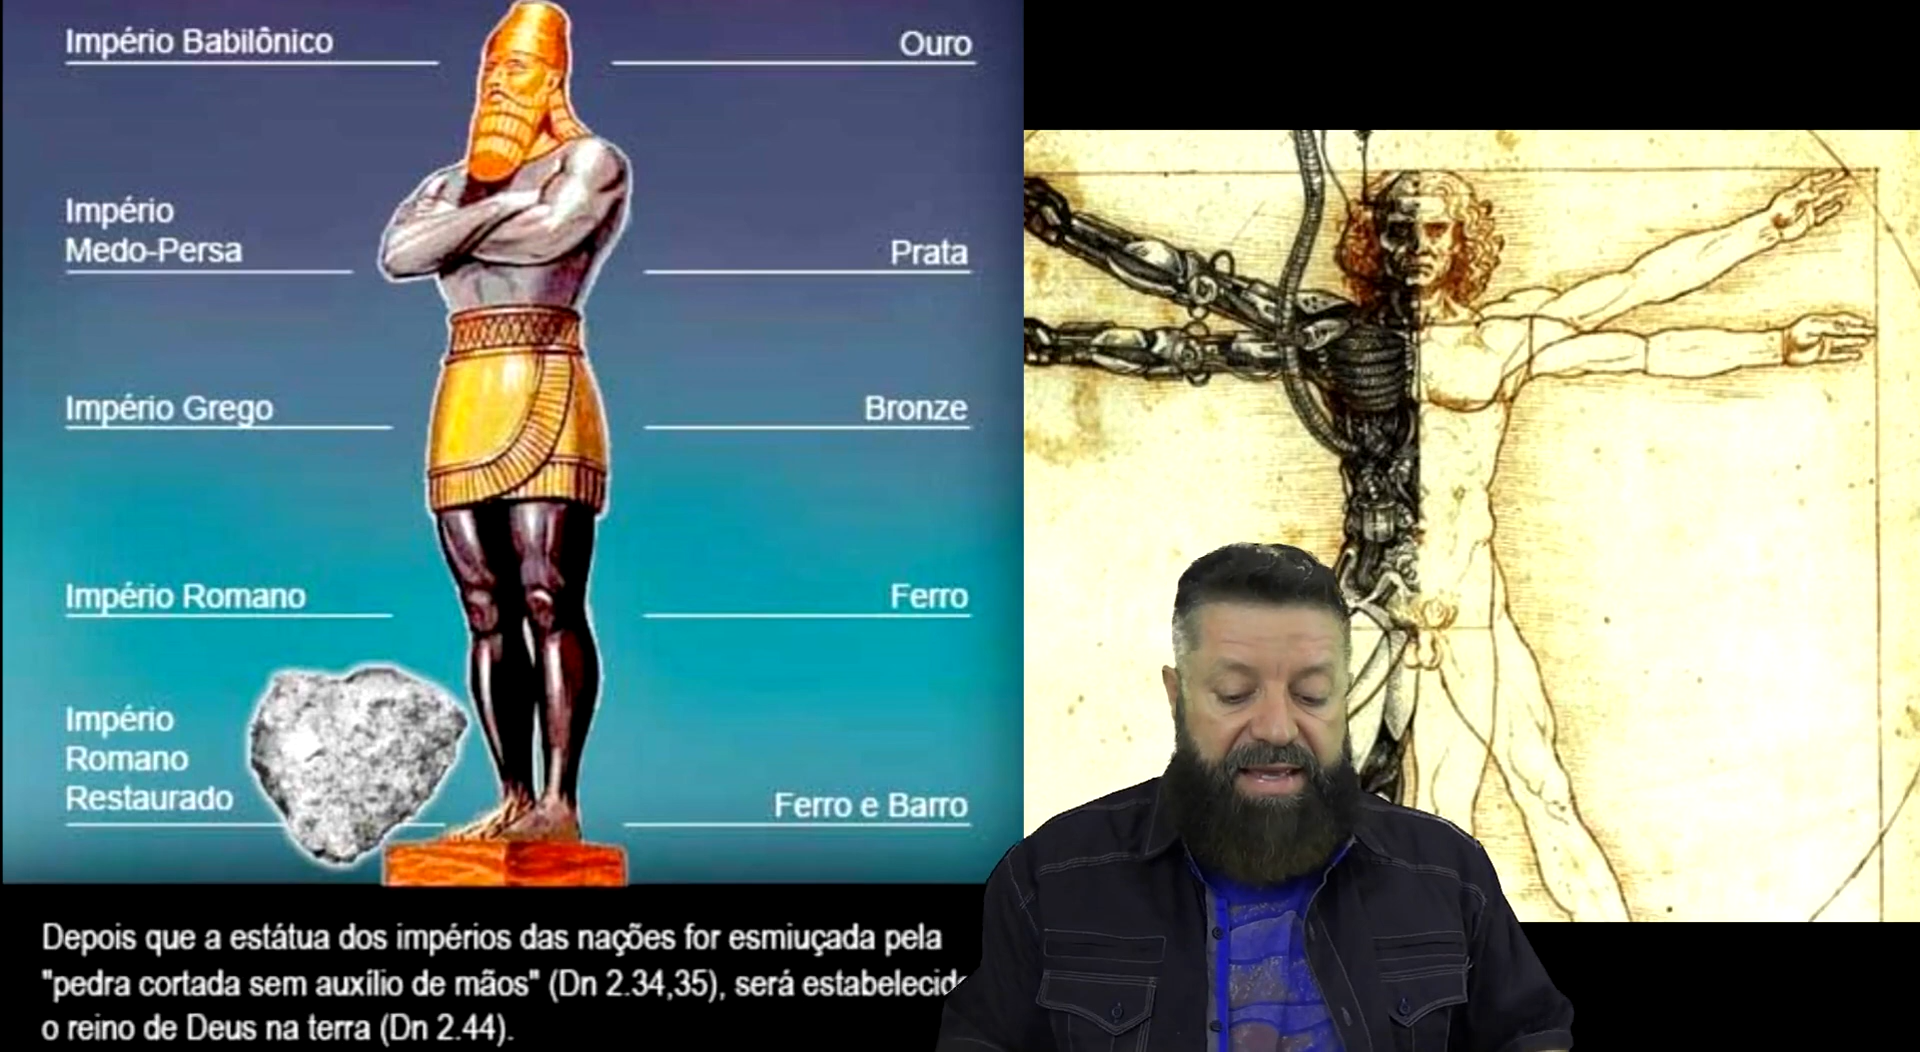 Império Babilônico
Ouro
Império
Medo-Persa
Prata
Império Grego
Bronze
Império Romano
Ferro
Império
Romano
Restaurado
Ferro e Barro
Depois que a estátua dos impérios das nações for esmiuçada pela
"pedra cortada sem auxílio de mãos" (Dn 2.34,35), será estabelecido
o reino de Deus na terra (Dn 2.44).